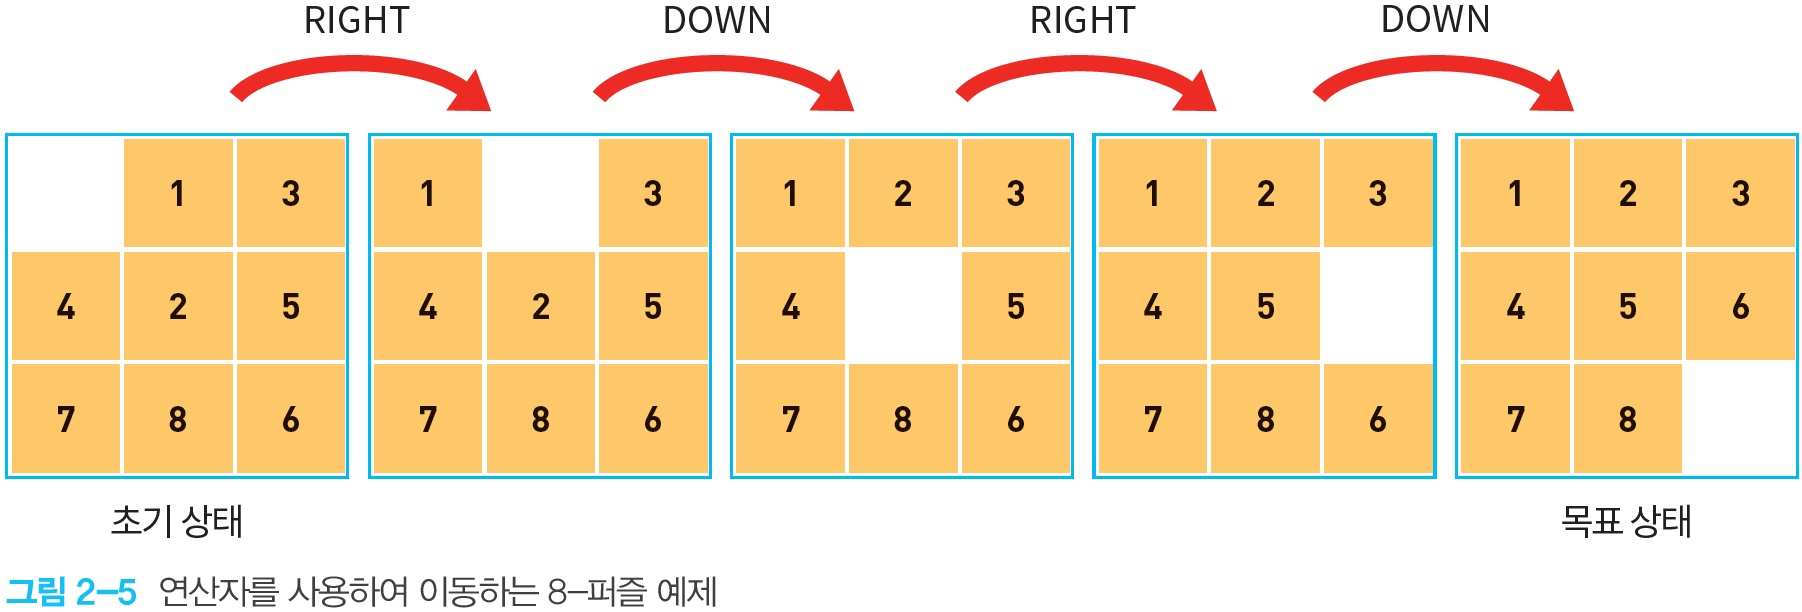 RIGHT DOWN RIGHT DOWN
1 3 1 3 1 2 3 1 2 3 1 2 3
4 2 5 4 2 5 4 5 4 5 4 5 6
7 8 6 7 8 6 7 8 6 7 8 6 7 8
초기 상태 목표 상태
그림 2-5 연산자를 사용하여 이동하는 8-퍼즐 예제